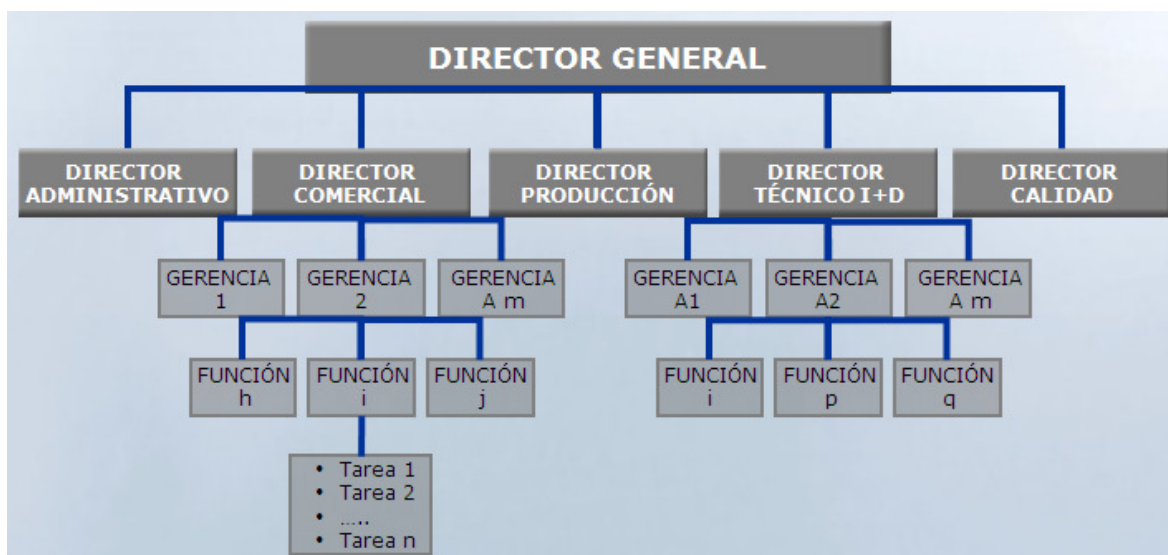 DIRECTOR GENERAL
DIRECTOR
ADMINISTRATIVO
DIRECTOR
COMERCIAL
DIRECTOR
PRODUCCIÓN
DIRECTOR
TÉCNICO I+D
DIRECTOR
CALIDAD
GERENCIA
1
GERENCIA
2
GERENCIA
A m
GERENCIA
A1
GERENCIA
A2
GERENCIA
A m
FUNCIÓN
h
FUNCIÓN
i
FUNCIÓN
j
FUNCIÓN
i
FUNCIÓN
p
FUNCIÓN
q
• Tarea 1
• Tarea 2
• .....
• Tarea n